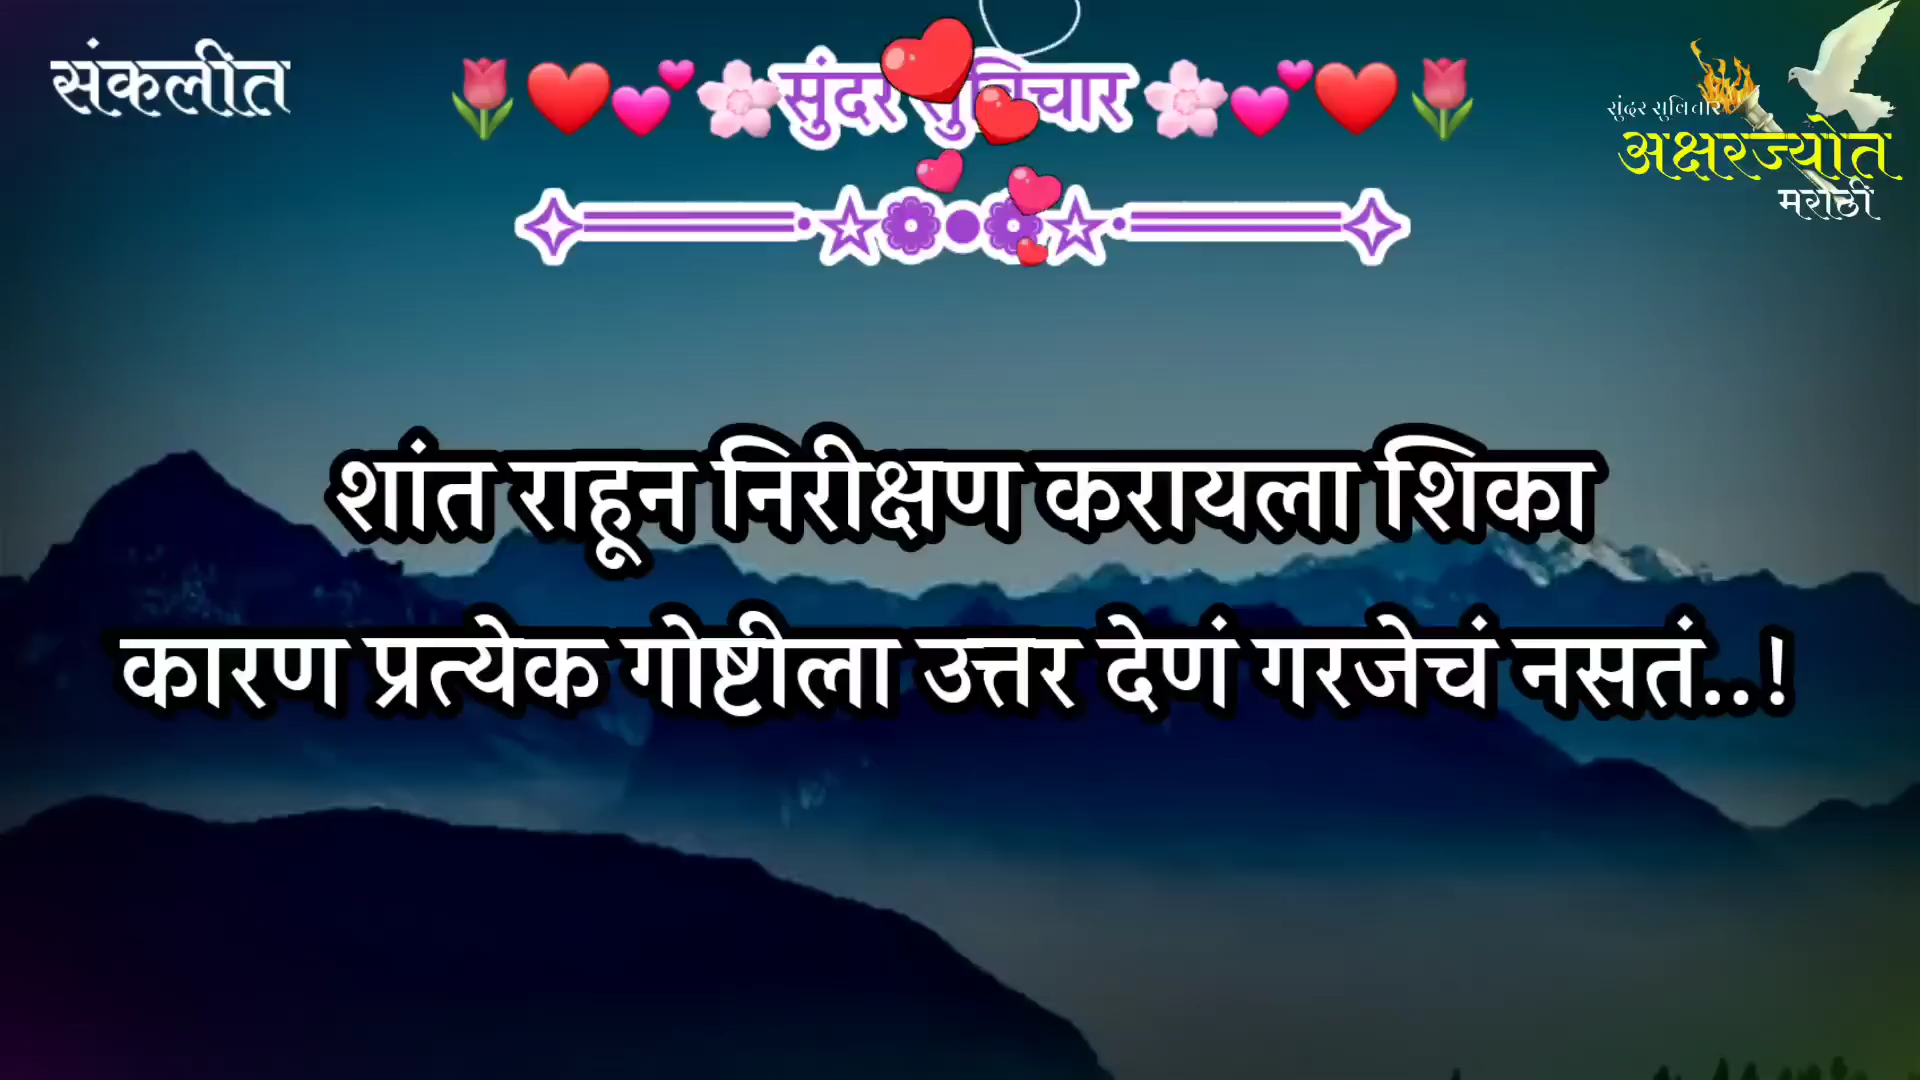 संकलीत
🌷❤️💕🌸सुंदर सुविचार🌸💕❤️🌷
सुंदर सुविचार
अक्षरज्योत
मराठी
शांत राहून निरीक्षण करायला शिका
कारण प्रत्येक गोष्टीला उत्तर देणं गरजेचं नसतं..!